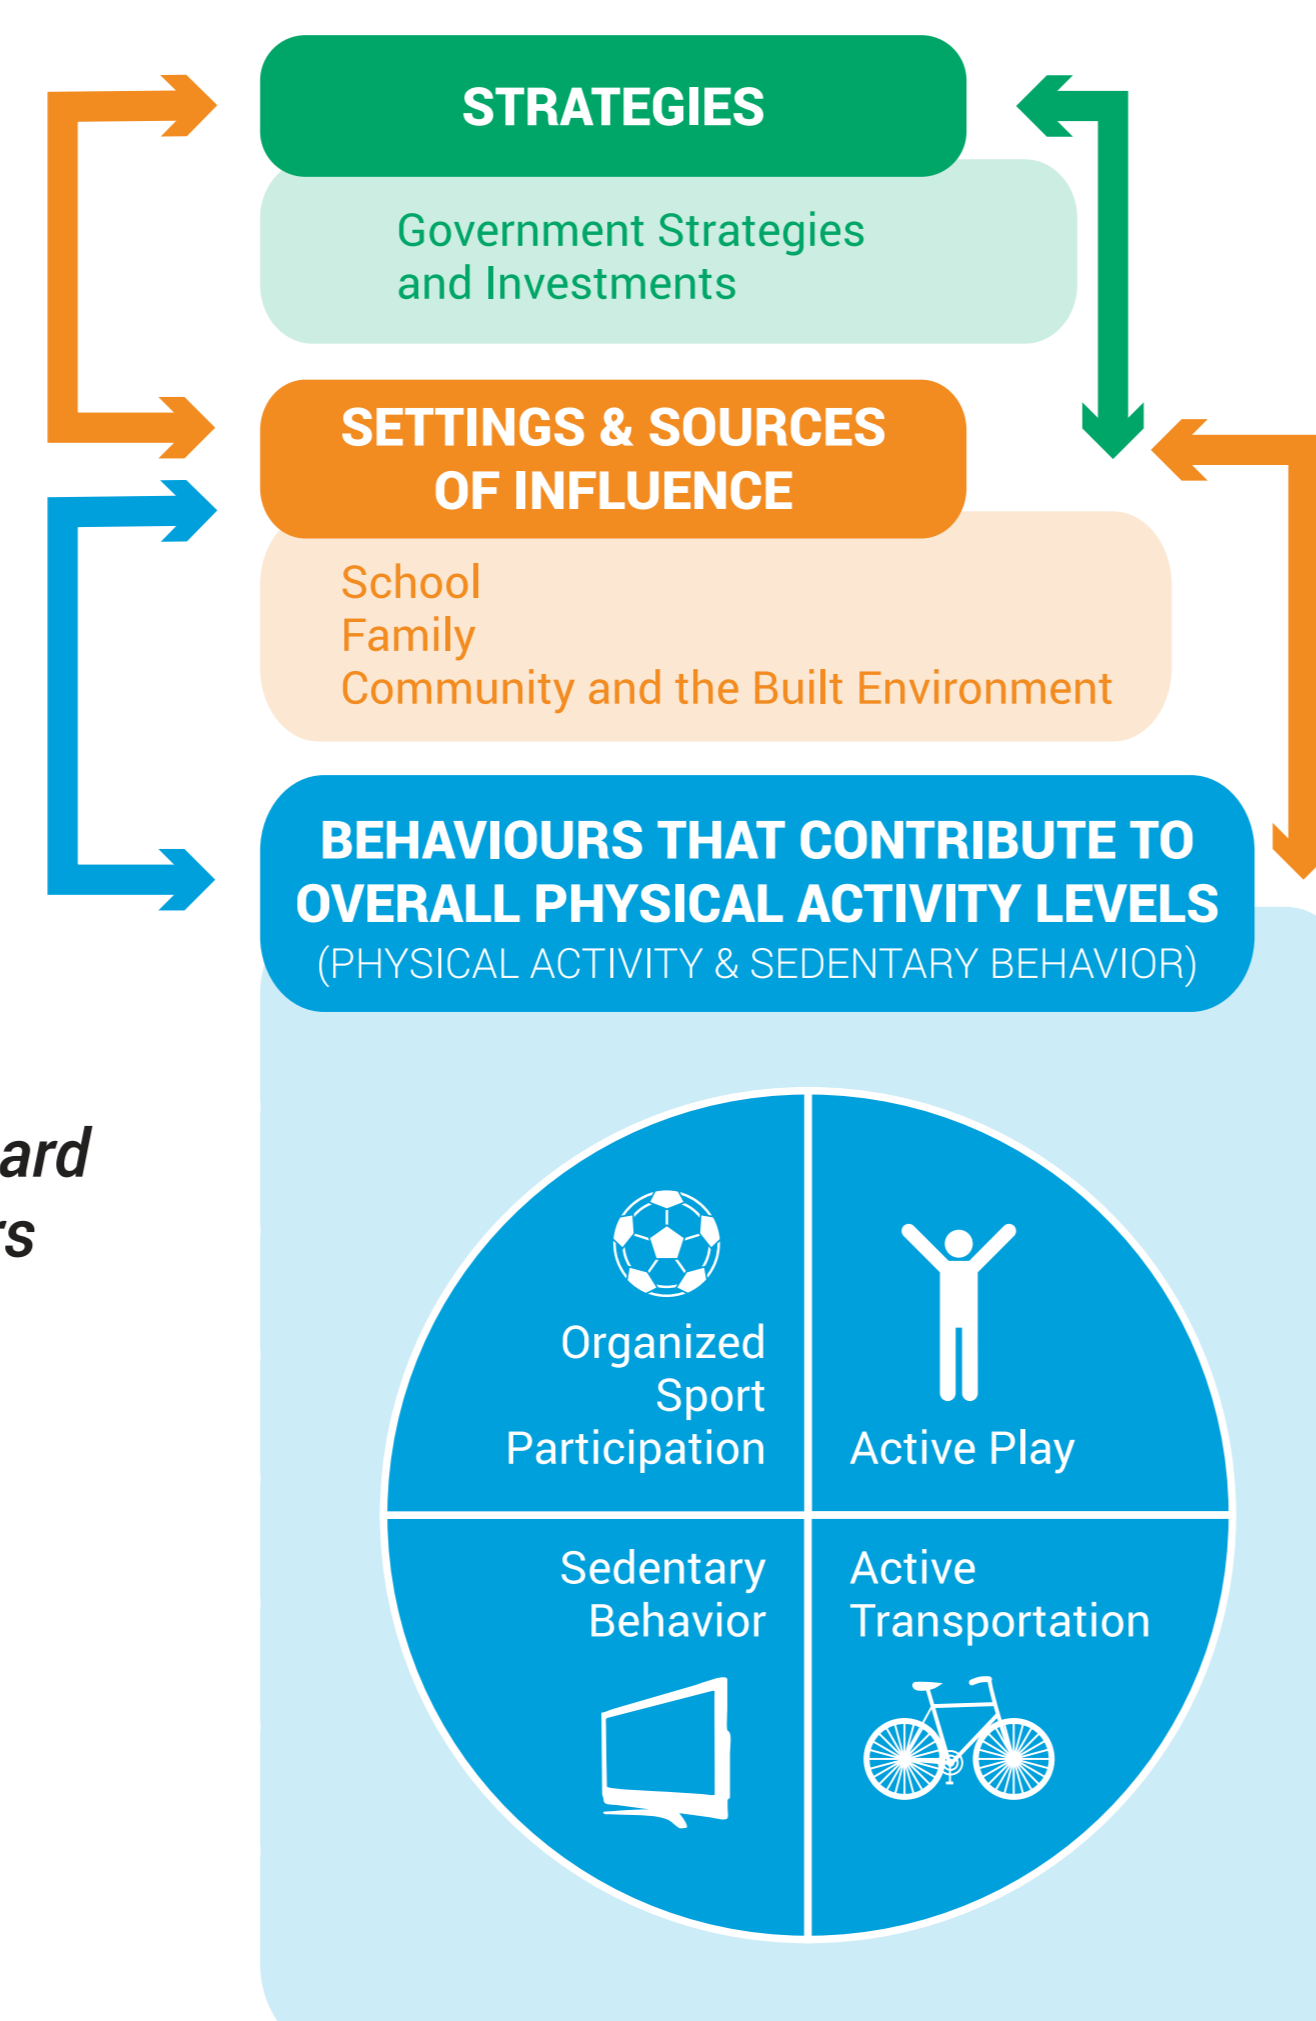 STRATEGIES
Government Strategies
and Investments
SETTINGS & SOURCES
OF INFLUENCE
School
Family
Community and the Built Environment
BEHAVIOURS THAT CONTRIBUTE TO
OVERALL PHYSICAL ACTIVITY LEVELS
(PHYSICAL ACTIVITY & SEDENTARY BEHAVIOR)
Organized
Sport
Participation
Active Play
Sedentary
Behavior
Active
Transportation